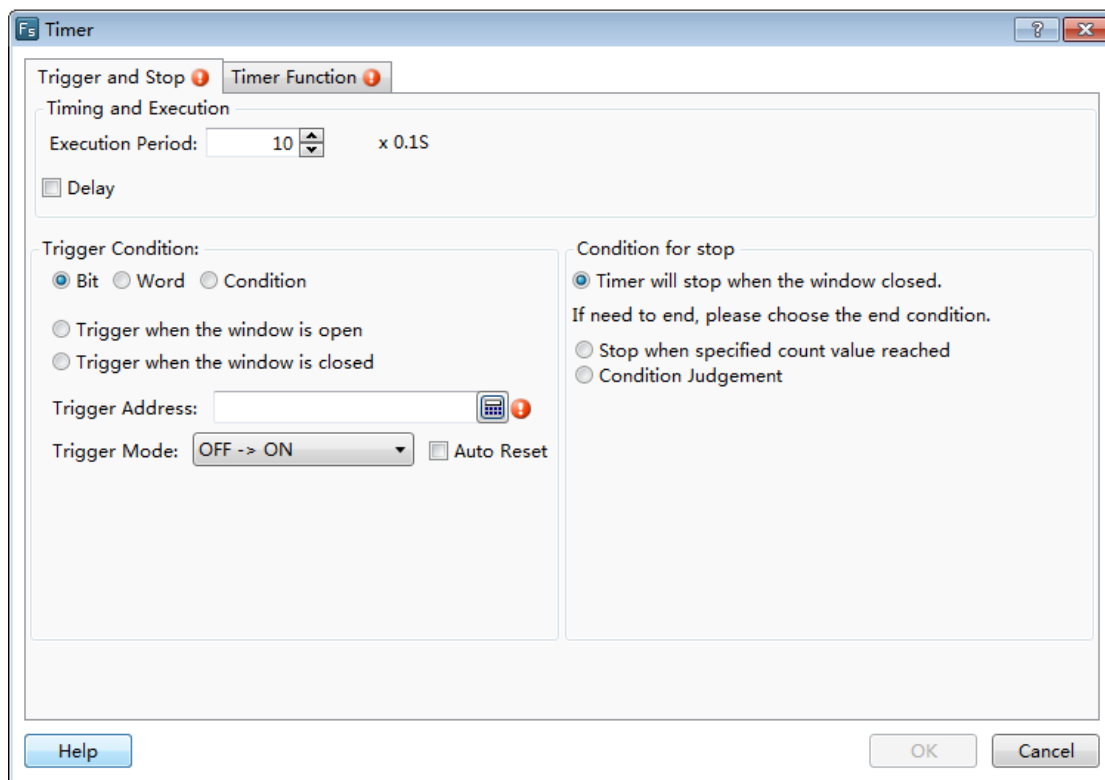 Fs Timer
Trigger and Stop Timer Function
Timing and Execution
Execution Period: 10 x 0.1S
Delay
Trigger Condition:
Bit Word Condition
Trigger when the window is open
Trigger when the window is closed
Trigger Address:
Trigger Mode: OFF -> ON Auto Reset
Condition for stop
Timer will stop when the window closed.
If need to end, please choose the end condition.
Stop when specified count value reached
Condition Judgement
Help OK Cancel